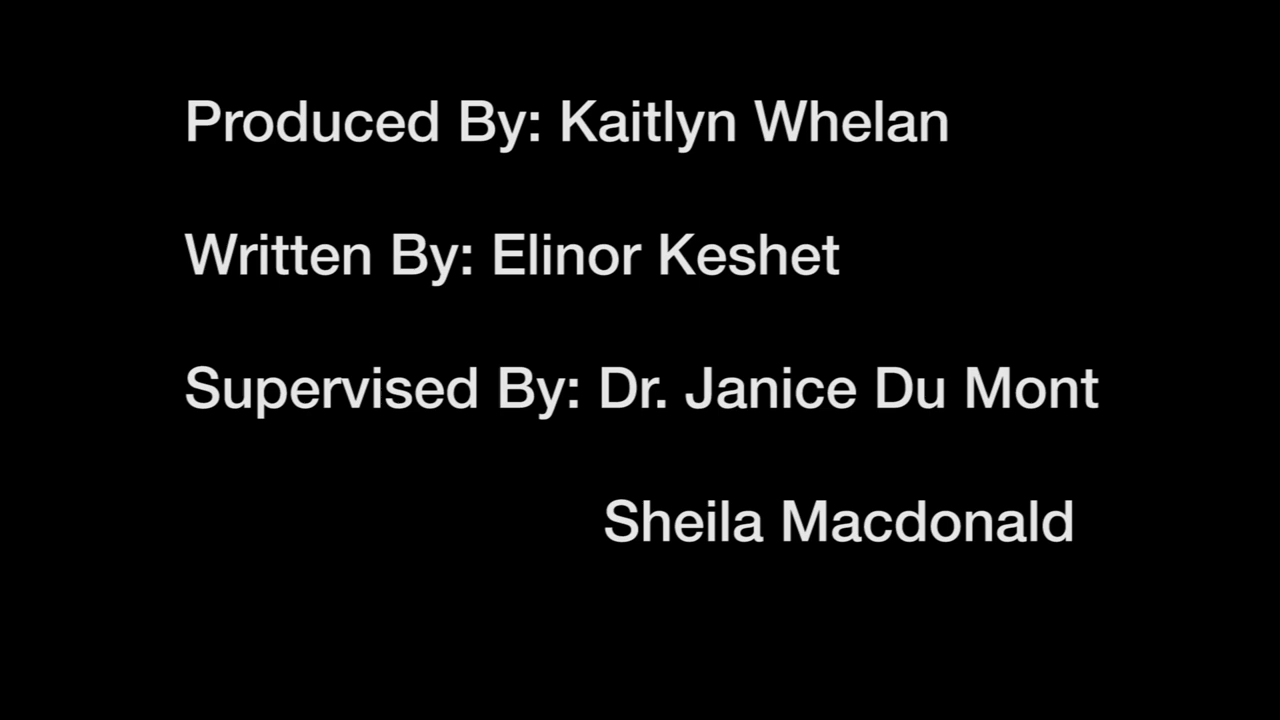 Produced By: Kaitlyn Whelan
Written By: Elinor Keshet
Supervised By: Dr. Janice Du Mont
Sheila Macdonald